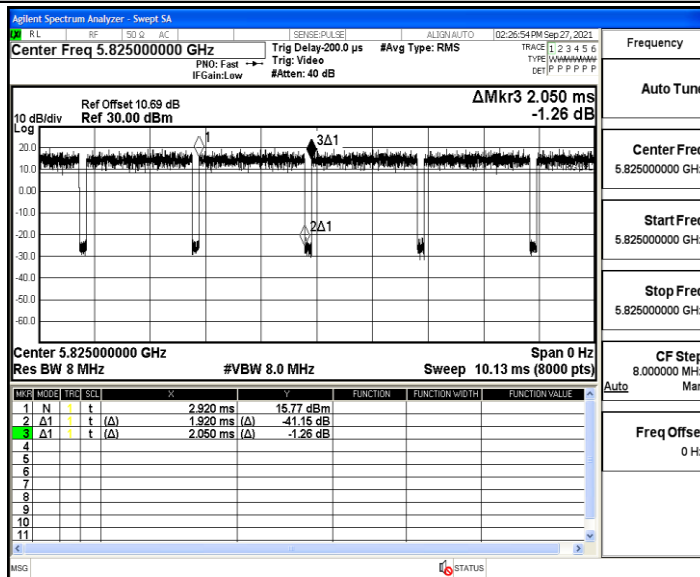 Agilent Spectrum Analyzer - Swept SA
RL RF 50 Ω AC SENSE:PULSE ALIGN AUTO 02:26:54 PM Sep 27, 2021
Center Freq 5.825000000 GHz
PNO: Fast
IFGain:Low
Trig Delay-200.0 µs
Trig: Video
#Atten: 40 dB
#Avg Type: RMS
TRACE 1 2 3 4 5 6
TYPE WWWWWW
DET P P P P P P
Ref Offset 10.69 dB
10 dB/div Ref 30.00 dBm
ΔMkr3 2.050 ms
-1.26 dB
Log
20.0
10.0
0.00
-10.0
-20.0
-30.0
-40.0
-50.0
-60.0
1
3Δ1
2Δ1
Center 5.825000000 GHz Span 0 Hz
Res BW 8 MHz #VBW 8.0 MHz Sweep 10.13 ms (8000 pts)
MKR MODE TRC SCL X Y FUNCTION FUNCTION WIDTH FUNCTION VALUE
1 N 1 t 2.920 ms 15.77 dBm
2 Δ1 1 t (Δ) 1.920 ms (Δ) -41.15 dB
3 Δ1 1 t (Δ) 2.050 ms (Δ) -1.26 dB
4
5
6
7
8
9
10
11
MSG STATUS
Frequency
Auto Tune
Center Freq
5.825000000 GHz
Start Freq
5.825000000 GHz
Stop Freq
5.825000000 GHz
CF Step
8.000000 MHz
Auto Man
Freq Offset
0 Hz